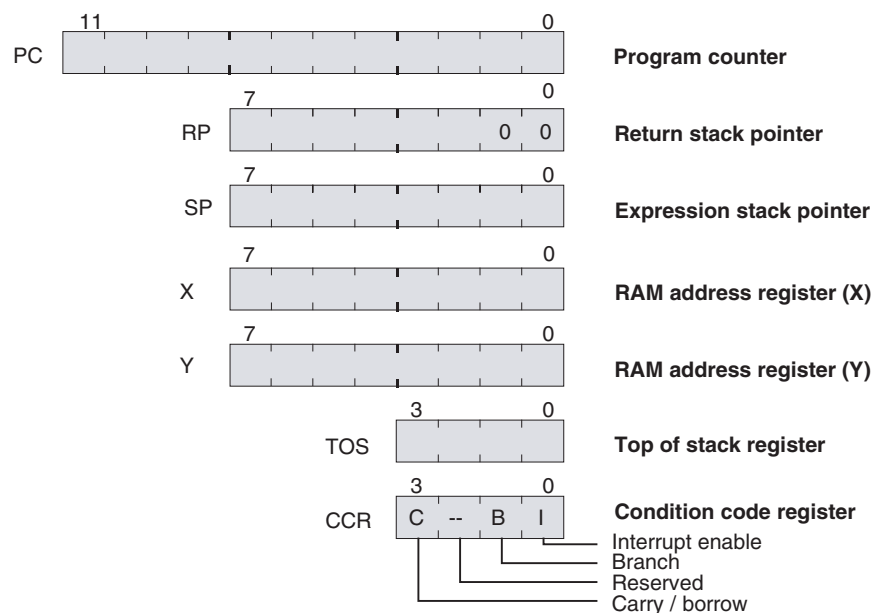 11 0
PC Program counter
7 0
RP 0 0 Return stack pointer
7 0
SP Expression stack pointer
7 0
X RAM address register (X)
7 0
Y RAM address register (Y)
3 0
TOS Top of stack register
3 0
CCR C -- B I Condition code register
Interrupt enable
Branch
Reserved
Carry / borrow